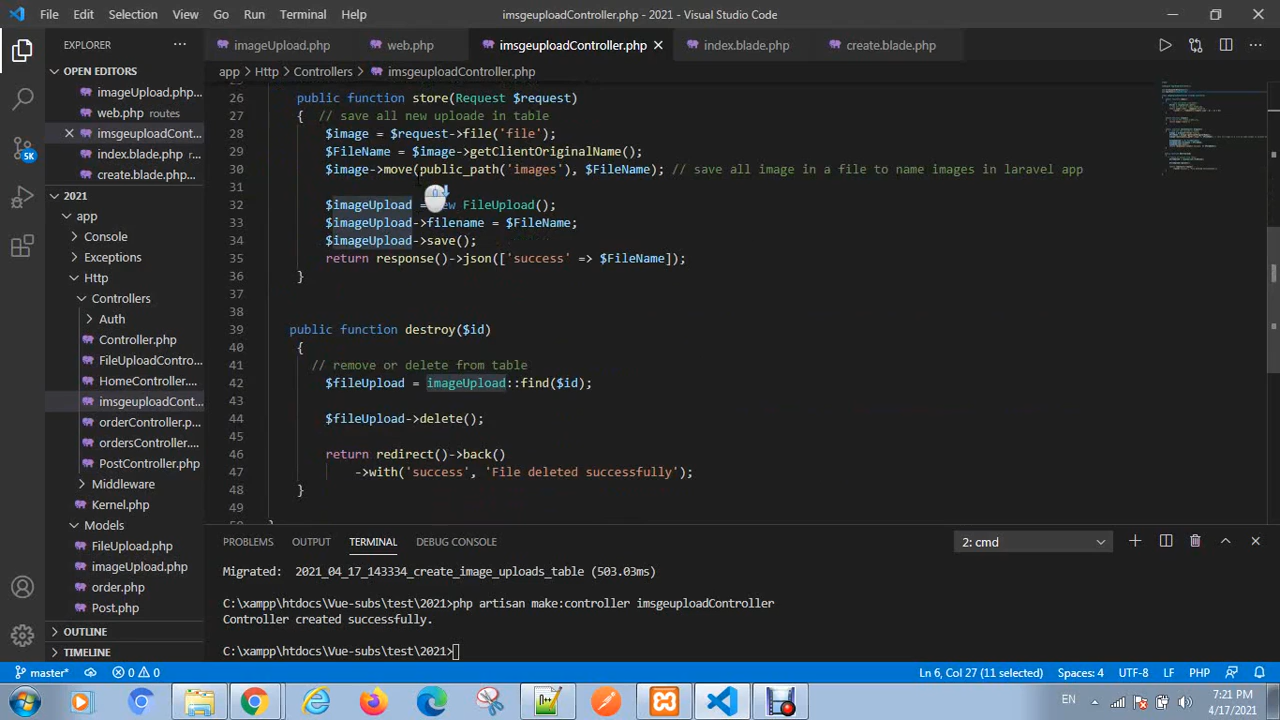 File Edit Selection View Go Run Terminal Help
imsgeuploadController.php - 2021 - Visual Studio Code
EXPLORER
OPEN EDITORS
imageUpload.php...
web.php routes
imsgeuploadCont...
index.blade.php ...
create.blade.php ...
2021
app
Console
Exceptions
Http
Controllers
Auth
Controller.php
FileUploadContro...
HomeController....
imsgeuploadCont...
orderController.p...
ordersController....
PostController.php
Middleware
Kernel.php
Models
FileUpload.php
imageUpload.php
order.php
Post.php
OUTLINE
TIMELINE
imageUpload.php web.php imsgeuploadController.php index.blade.php create.blade.php
app > Http > Controllers > imsgeuploadController.php
26 public function store(Request $request)
27 { // save all new uploads in table
28 $image = $request->file('file');
29 $FileName = $image->getClientOriginalName();
30 $image->move( 'images'), $FileName); // save our image in a file to name images in laravel app
31
32 $imageUpload = FileUpload();
33 $imageUpload->filename = $FileName;
34 $imageUpload->save();
35 return response()->json(['success' => $FileName]);
36 }
37
38
39 public function destroy($id)
40 {
41 // remove or delete from table
42 $fileUpload = imageUpload::find($id);
44 $fileUpload->delete();
46 return redirect()->back()
47 ->with('success', 'File deleted successfully');
48 }
49
PROBLEMS OUTPUT TERMINAL DEBUG CONSOLE
2: cmd
Migrated: 2021_04_17_143334_create_image_uploads_table (503.03ms)
C:\xampp\htdocs\Vue-subs\test\2021>php artisan make:controller imsgeuploadController
Controller created successfully.
C:\xampp\htdocs\Vue-subs\test\2021>
5K
master* 0 0
Ln 6, Col 27 (11 selected) Spaces: 4 UTF-8 LF PHP
EN
7:21 PM
4/17/2021